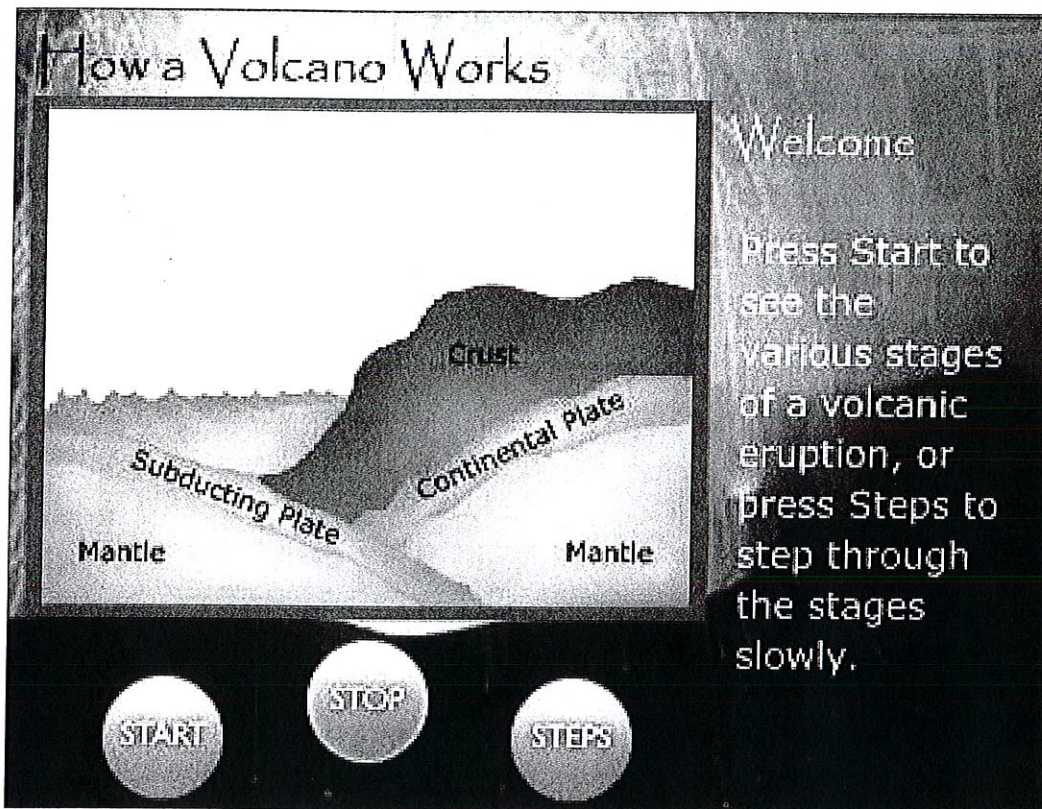 How a Volcano Works
Welcome
Press Start to
see the
various stages
of a volcanic
eruption, or
press Steps to
step through
the stages
slowly.
Crust
Continental Plate
Subducting Plate
Mantle
Mantle
START
STOP
STEPS